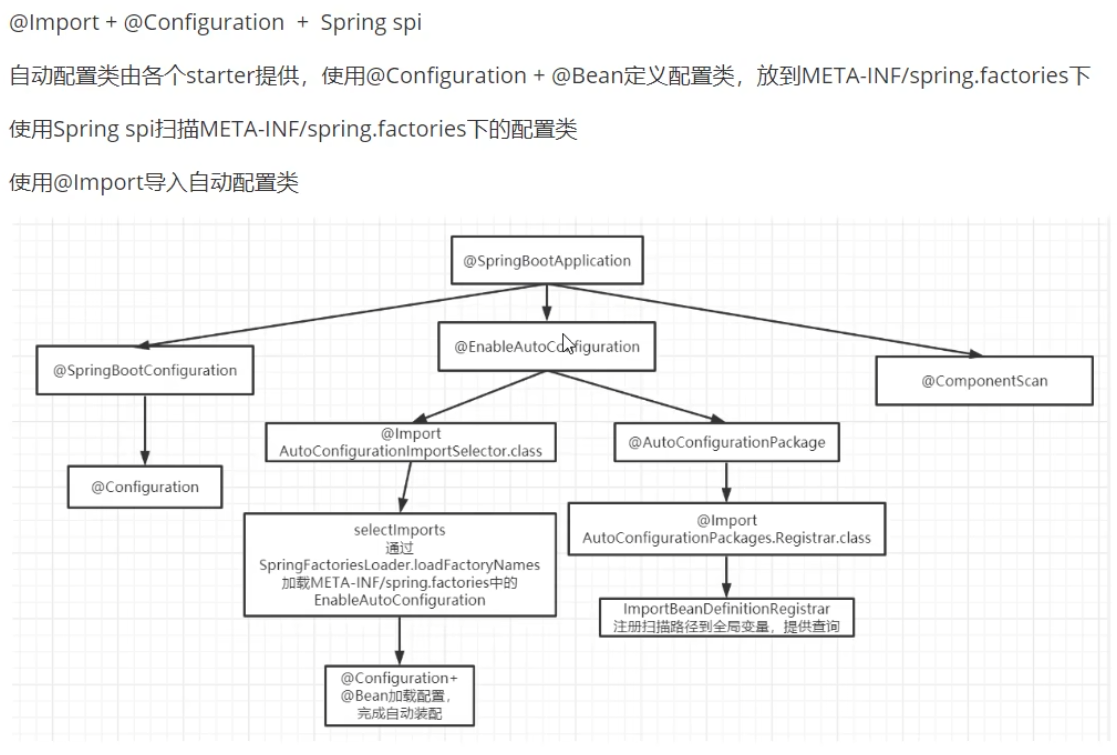 @Import + @Configuration + Spring spi
自动配置类由各个starter提供，使用@Configuration + @Bean定义配置类，放到META-INF/spring.factories下
使用Spring spi扫描META-INF/spring.factories下的配置类
使用@Import导入自动配置类
@SpringBootApplication
@SpringBootConfiguration
@EnableAutoConfiguration
@ComponentScan
@Configuration
@Import
AutoConfigurationImportSelector.class
@AutoConfigurationPackage
selectImports
通过
SpringFactoriesLoader.loadFactoryNames
加载META-INF/spring.factories中的
EnableAutoConfiguration
@Import
AutoConfigurationPackages.Registrar.class
ImportBeanDefinitionRegistrar
注册扫描路径到全局变量，提供查询
@Configuration+
@Bean加载配置，
完成自动装配